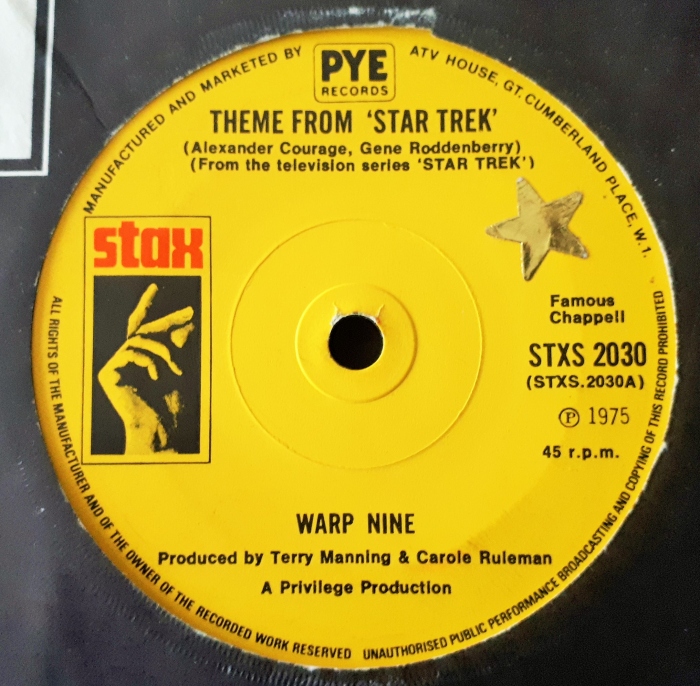 MANUFACTURED AND MARKETED BY
PYE
RECORDS
ATV HOUSE, GT. CUMBERLAND PLACE, W.1.
THEME FROM 'STAR TREK'
(Alexander Courage, Gene Roddenberry)
(From the television series 'STAR TREK')
stax
Famous
Chappell
STXS 2030
(STXS.2030A)
Ⓟ 1975
45 r.p.m.
WARP NINE
Produced by Terry Manning & Carole Ruleman
A Privilege Production
ALL RIGHTS OF THE MANUFACTURER AND OF THE OWNER OF THE RECORDED WORK RESERVED UNAUTHORISED PUBLIC PERFORMANCE BROADCASTING AND COPYING OF THIS RECORD PROHIBITED